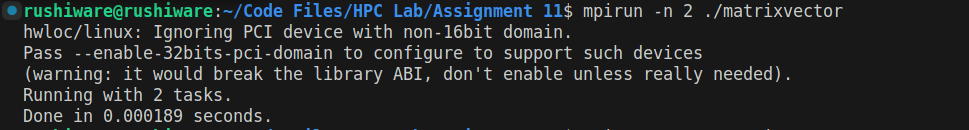 rushiware@rushiware:~/Code Files/HPC Lab/Assignment 11$ mpirun -n 2 ./matrixvector
hwloc/linux: Ignoring PCI device with non-16bit domain.
Pass --enable-32bits-pci-domain to configure to support such devices
(warning: it would break the library ABI, don't enable unless really needed).
Running with 2 tasks.
Done in 0.000189 seconds.